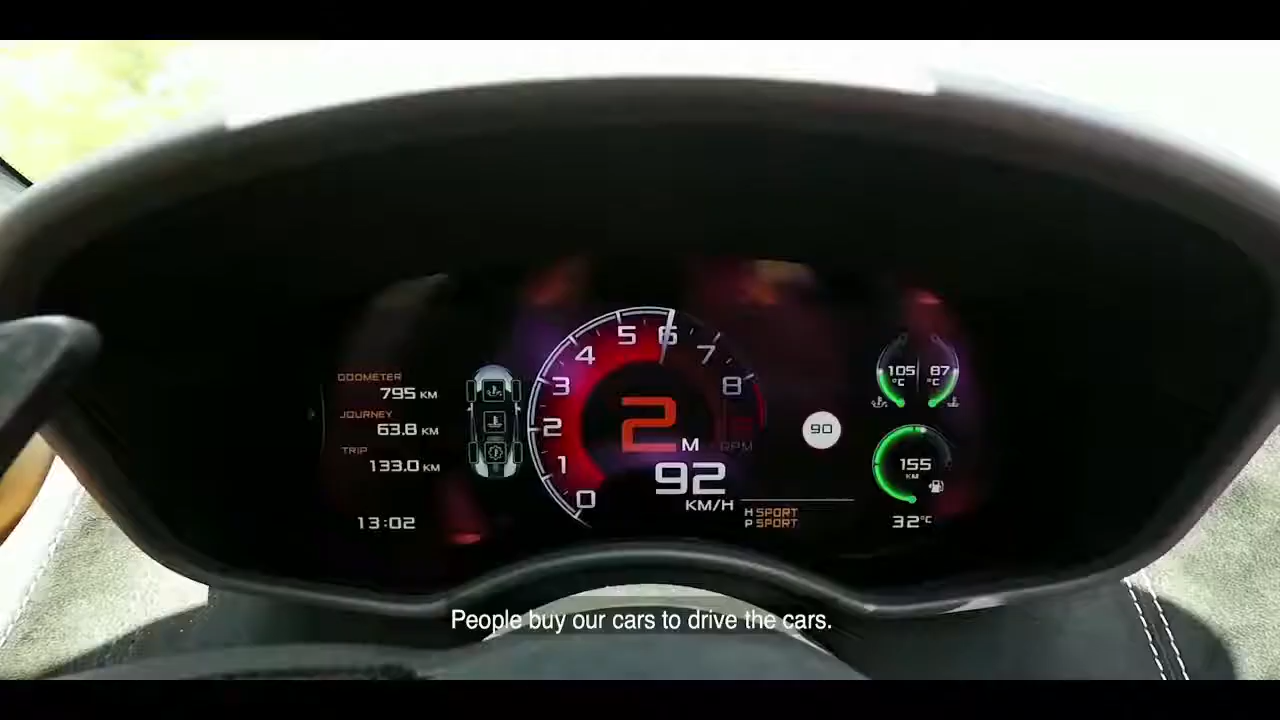 ODOMETER
795 KM
JOURNEY
63.8 KM
TRIP
133.0 KM
13:02
0
1
2
3
4
5
6
7
8
RPM
2 M
92
KM/H
90
H SPORT
P SPORT
105 °C
87 °C
155
KM
32°C
People buy our cars to drive the cars.